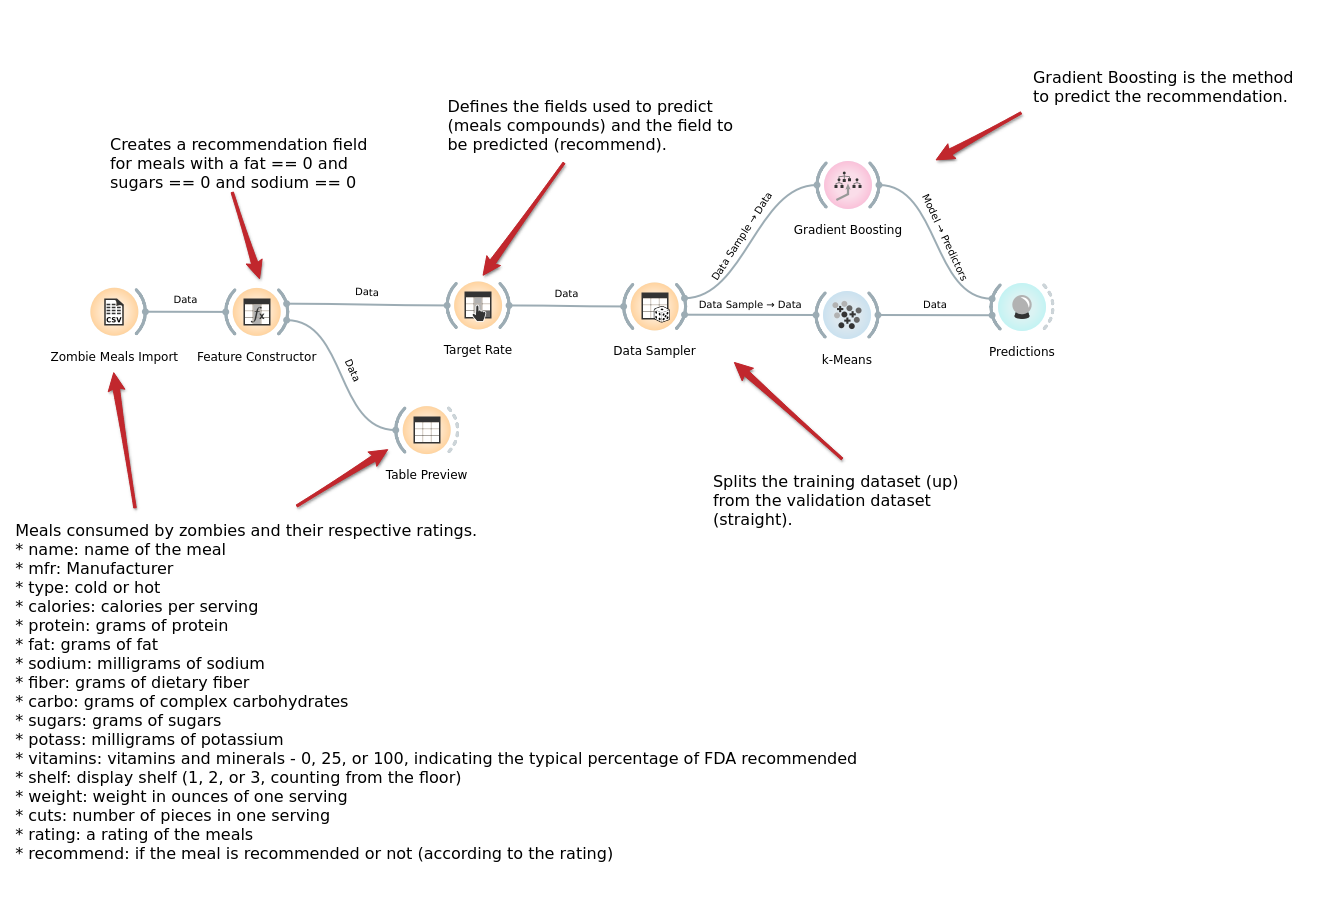 Gradient Boosting is the method
to predict the recommendation.
Defines the fields used to predict
(meals compounds) and the field to
be predicted (recommend).
Creates a recommendation field
for meals with a fat == 0 and
sugars == 0 and sodium == 0
Data Sample → Data
Model → Predictors
Gradient Boosting
Data
Data
Data
Data Sample → Data
Data
CSV
Zombie Meals Import
Feature Constructor
Target Rate
Data Sampler
k-Means
Predictions
Data
Table Preview
Splits the training dataset (up)
from the validation dataset
(straight).
Meals consumed by zombies and their respective ratings.
* name: name of the meal
* mfr: Manufacturer
* type: cold or hot
* calories: calories per serving
* protein: grams of protein
* fat: grams of fat
* sodium: milligrams of sodium
* fiber: grams of dietary fiber
* carbo: grams of complex carbohydrates
* sugars: grams of sugars
* potass: milligrams of potassium
* vitamins: vitamins and minerals - 0, 25, or 100, indicating the typical percentage of FDA recommended
* shelf: display shelf (1, 2, or 3, counting from the floor)
* weight: weight in ounces of one serving
* cuts: number of pieces in one serving
* rating: a rating of the meals
* recommend: if the meal is recommended or not (according to the rating)